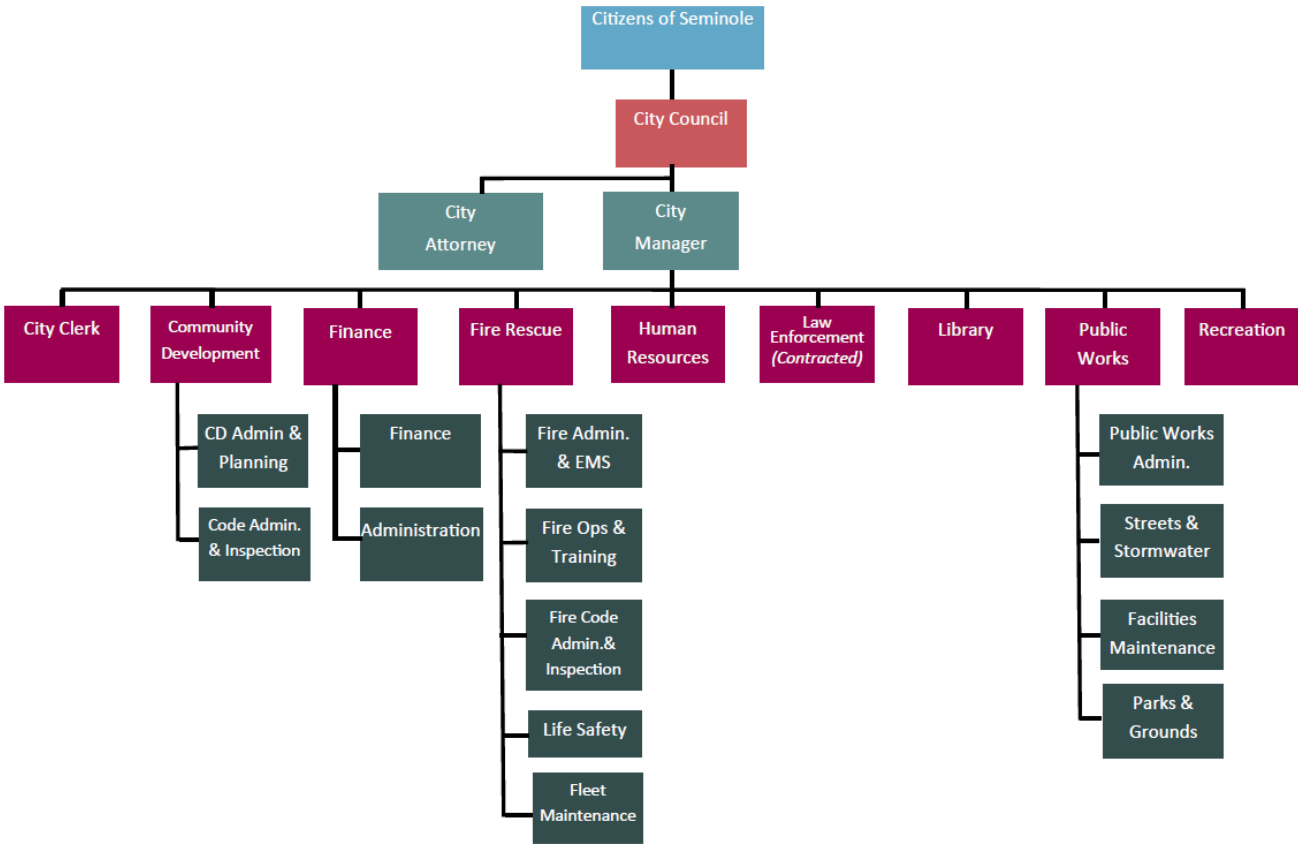 Citizens of Seminole
City Council
City
Attorney
City
Manager
City Clerk
Community
Development
Finance
Fire Rescue
Human
Resources
Law
Enforcement
(Contracted)
Library
Public
Works
Recreation
CD Admin &
Planning
Code Admin.
& Inspection
Finance
Administration
Fire Admin.
& EMS
Fire Ops &
Training
Fire Code
Admin.&
Inspection
Life Safety
Fleet
Maintenance
Public Works
Admin.
Streets &
Stormwater
Facilities
Maintenance
Parks &
Grounds